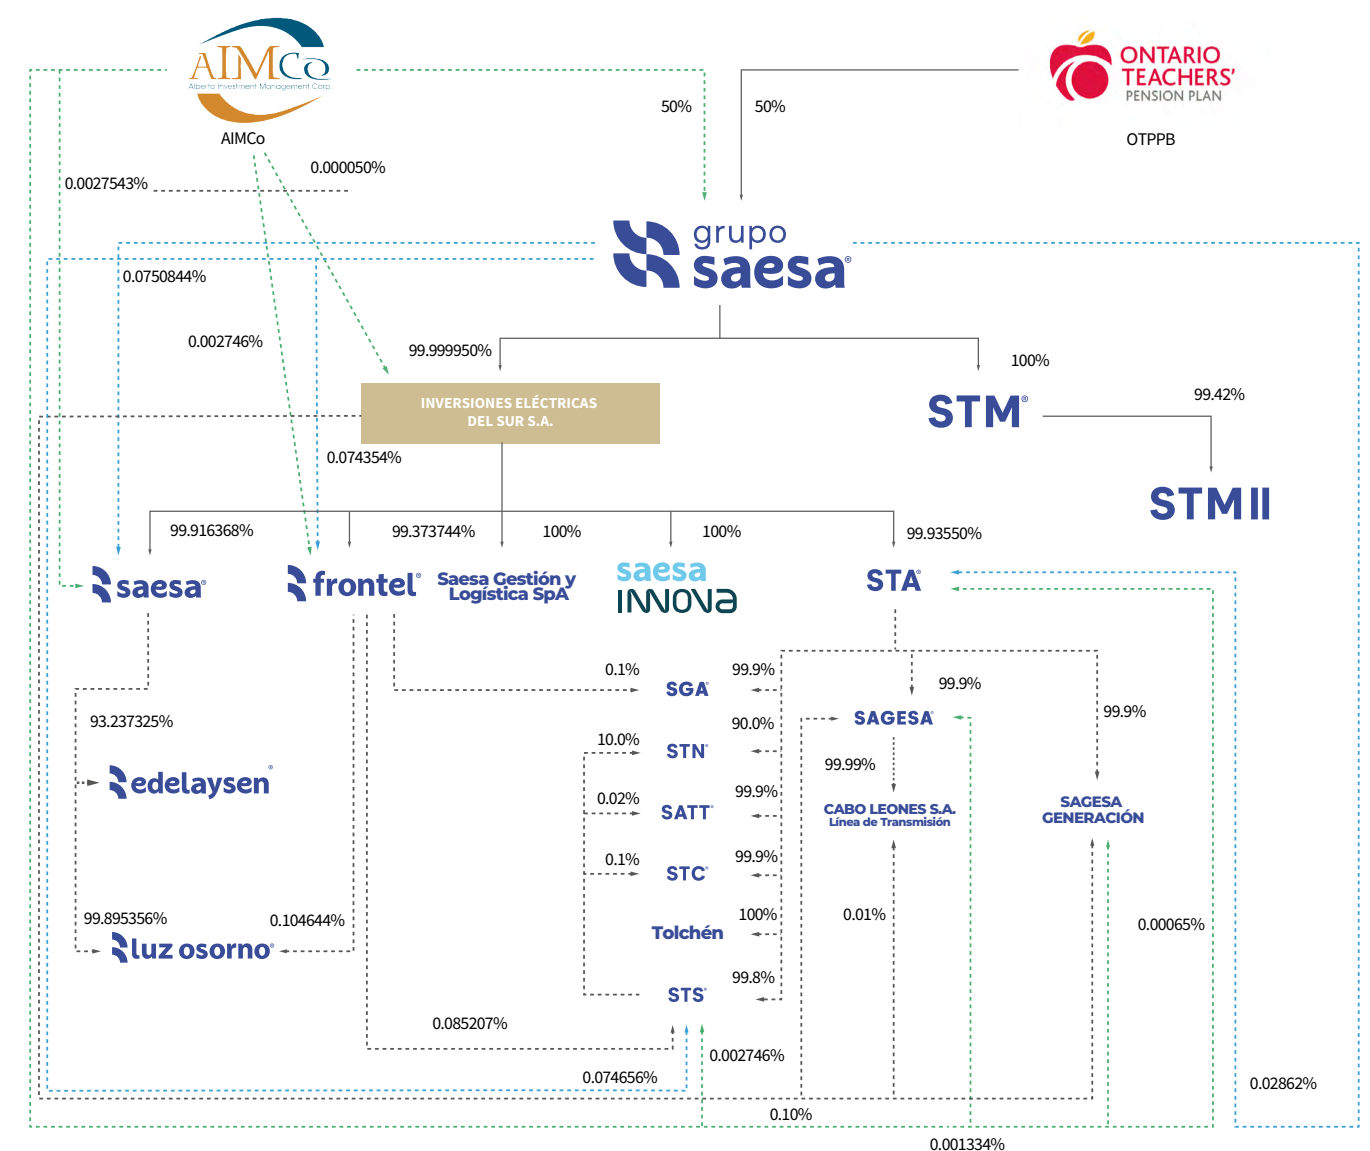 AIMCo
Alberta Investment Management Corp.
AIMCo
ONTARIO
TEACHERS'
PENSION PLAN
OTPPB
50%
50%
0.000050%
0.0027543%
grupo
saesa®
0.0750844%
0.002746%
99.999950%
100%
99.42%
INVERSIONES ELÉCTRICAS
DEL SUR S.A.
STM®
0.074354%
STM II
99.916368%
99.373744%
100%
100%
99.93550%
saesa®
frontel®
Saesa Gestión y
Logística SpA
saesa
INNOVA
STA®
0.1%
SGA®
99.9%
99.9%
99.9%
93.237325%
10.0%
STN®
90.0%
SAGESA®
99.99%
edelaysen®
0.02%
SATT®
99.9%
CABO LEONES S.A.
Línea de Transmisión
SAGESA
GENERACIÓN
0.1%
STC®
99.9%
99.895356%
0.104644%
100%
0.01%
0.00065%
luz osorno®
Tolchén
99.8%
STS®
0.085207%
0.002746%
0.074656%
0.02862%
0.10%
0.001334%